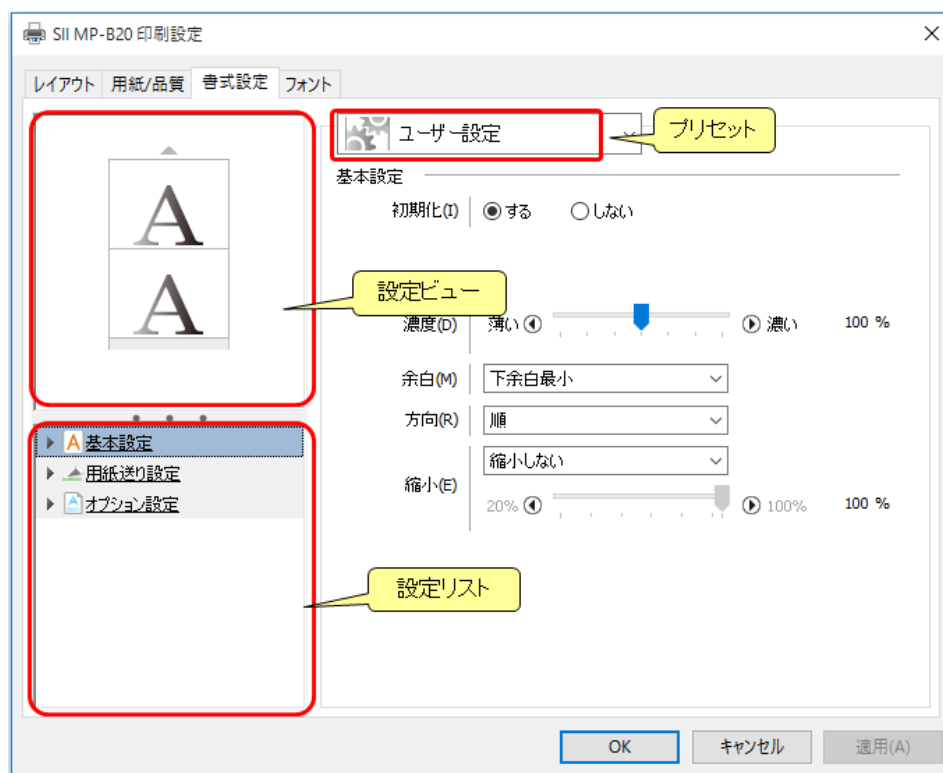 SII MP-B20 印刷設定
レイアウト 用紙/品質 書式設定 フォント
ユーザー設定
プリセット
基本設定
初期化(I) する しない
設定ビュー
濃度(D) 薄い 濃い 100 %
余白(M) 下余白最小
方向(R) 順
縮小しない
縮小(E)
20% 100% 100 %
A
A
基本設定
用紙送り設定
オプション設定
設定リスト
OK キャンセル 適用(A)